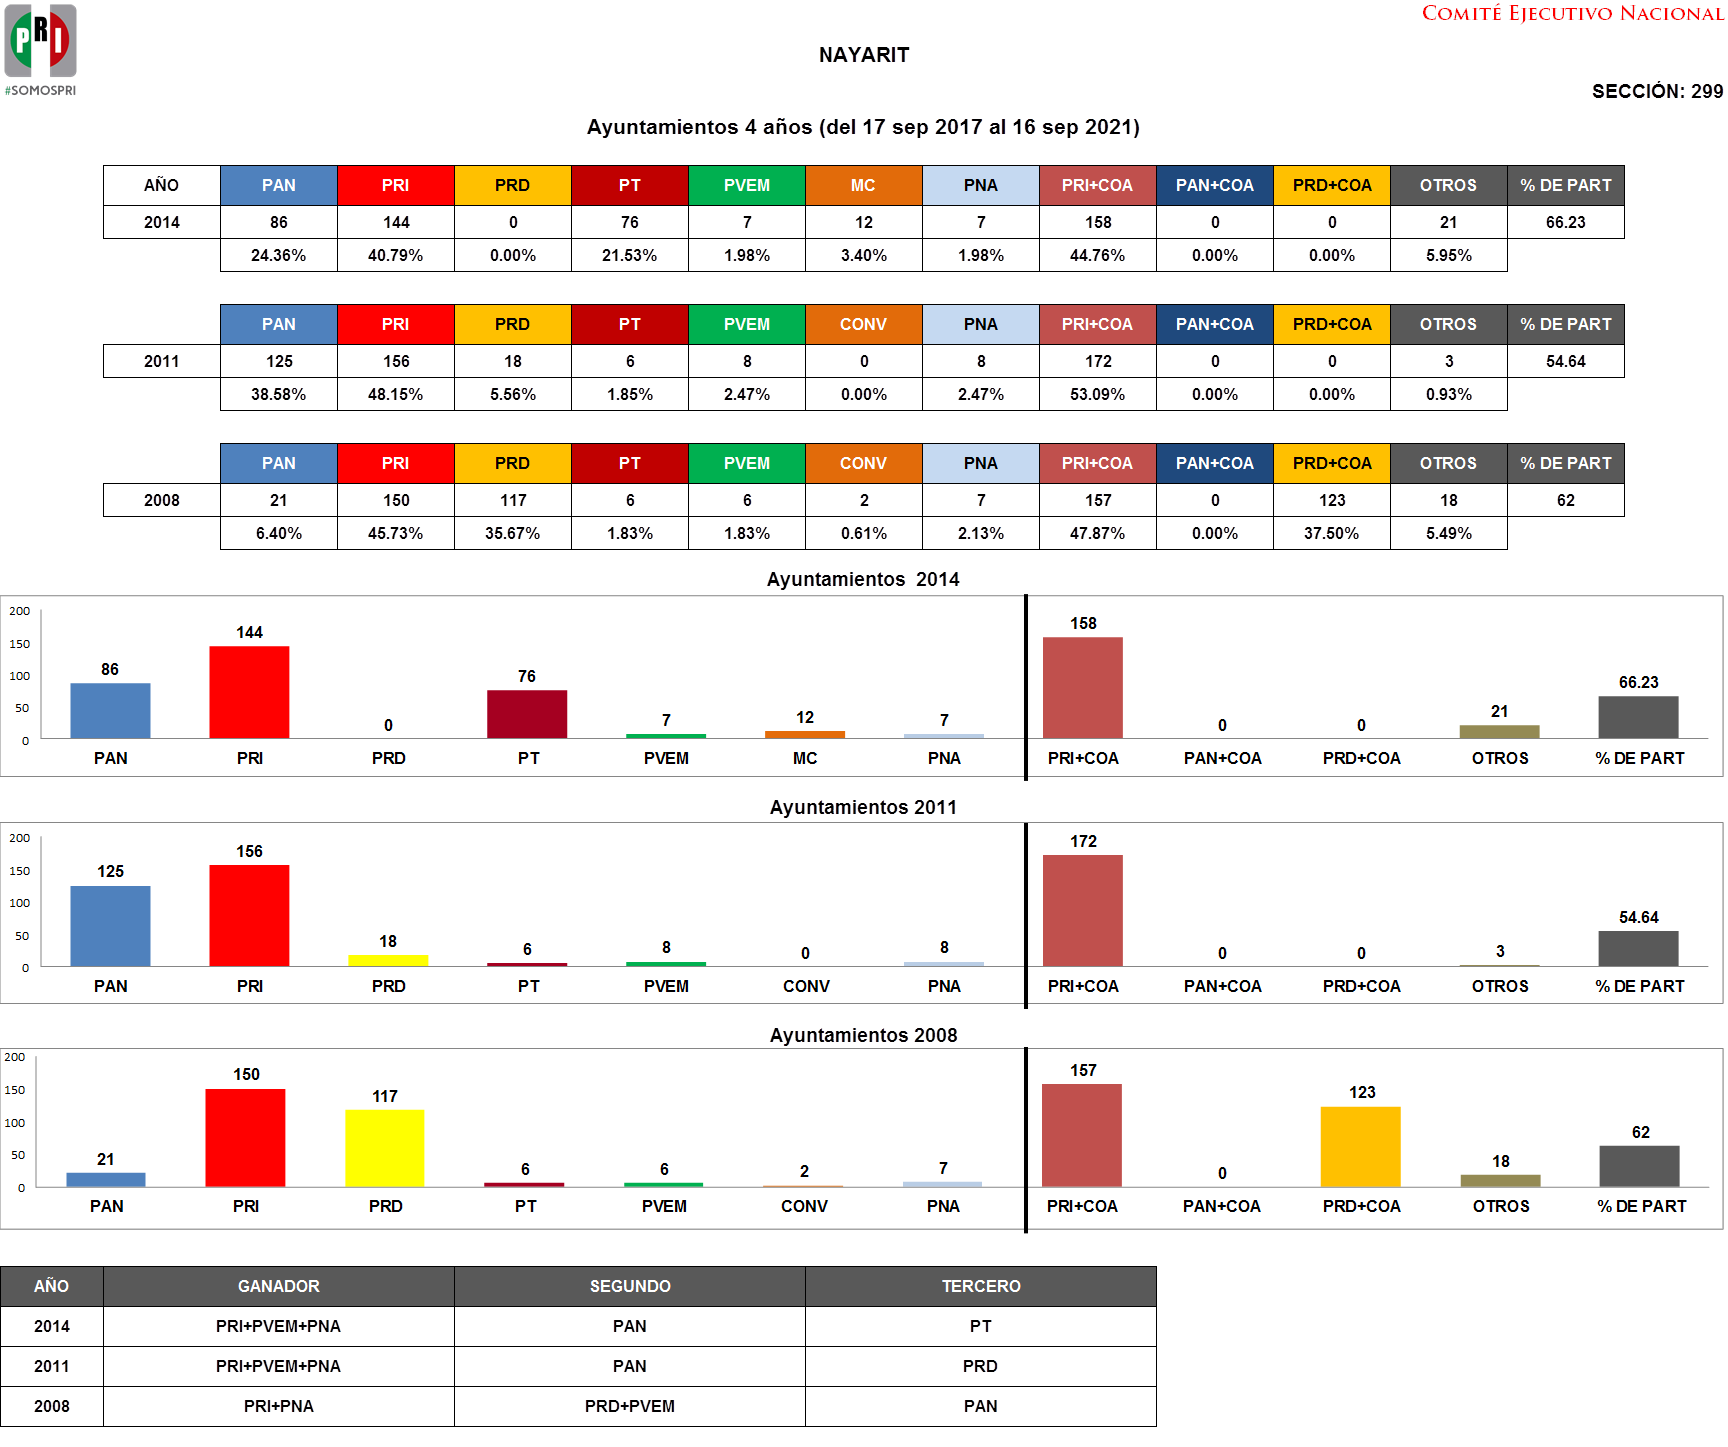 COMITÉ EJECUTIVO NACIONAL
PRI
#SOMOSPRI
NAYARIT
SECCIÓN: 299
Ayuntamientos 4 años (del 17 sep 2017 al 16 sep 2021)
AÑO PAN PRI PRD PT PVEM MC PNA PRI+COA PAN+COA PRD+COA OTROS % DE PART
2014 86 144 0 76 7 12 7 158 0 0 21 66.23
24.36% 40.79% 0.00% 21.53% 1.98% 3.40% 1.98% 44.76% 0.00% 0.00% 5.95%
PAN PRI PRD PT PVEM CONV PNA PRI+COA PAN+COA PRD+COA OTROS % DE PART
2011 125 156 18 6 8 0 8 172 0 0 3 54.64
38.58% 48.15% 5.56% 1.85% 2.47% 0.00% 2.47% 53.09% 0.00% 0.00% 0.93%
PAN PRI PRD PT PVEM CONV PNA PRI+COA PAN+COA PRD+COA OTROS % DE PART
2008 21 150 117 6 6 2 7 157 0 123 18 62
6.40% 45.73% 35.67% 1.83% 1.83% 0.61% 2.13% 47.87% 0.00% 37.50% 5.49%
Ayuntamientos 2014
200
150
100
50
0
86 144 0 76 7 12 7 158 0 0 21 66.23
PAN PRI PRD PT PVEM MC PNA PRI+COA PAN+COA PRD+COA OTROS % DE PART
Ayuntamientos 2011
200
150
100
50
0
125 156 18 6 8 0 8 172 0 0 3 54.64
PAN PRI PRD PT PVEM CONV PNA PRI+COA PAN+COA PRD+COA OTROS % DE PART
Ayuntamientos 2008
200
150
100
50
0
21 150 117 6 6 2 7 157 0 123 18 62
PAN PRI PRD PT PVEM CONV PNA PRI+COA PAN+COA PRD+COA OTROS % DE PART
AÑO GANADOR SEGUNDO TERCERO
2014 PRI+PVEM+PNA PAN PT
2011 PRI+PVEM+PNA PAN PRD
2008 PRI+PNA PRD+PVEM PAN